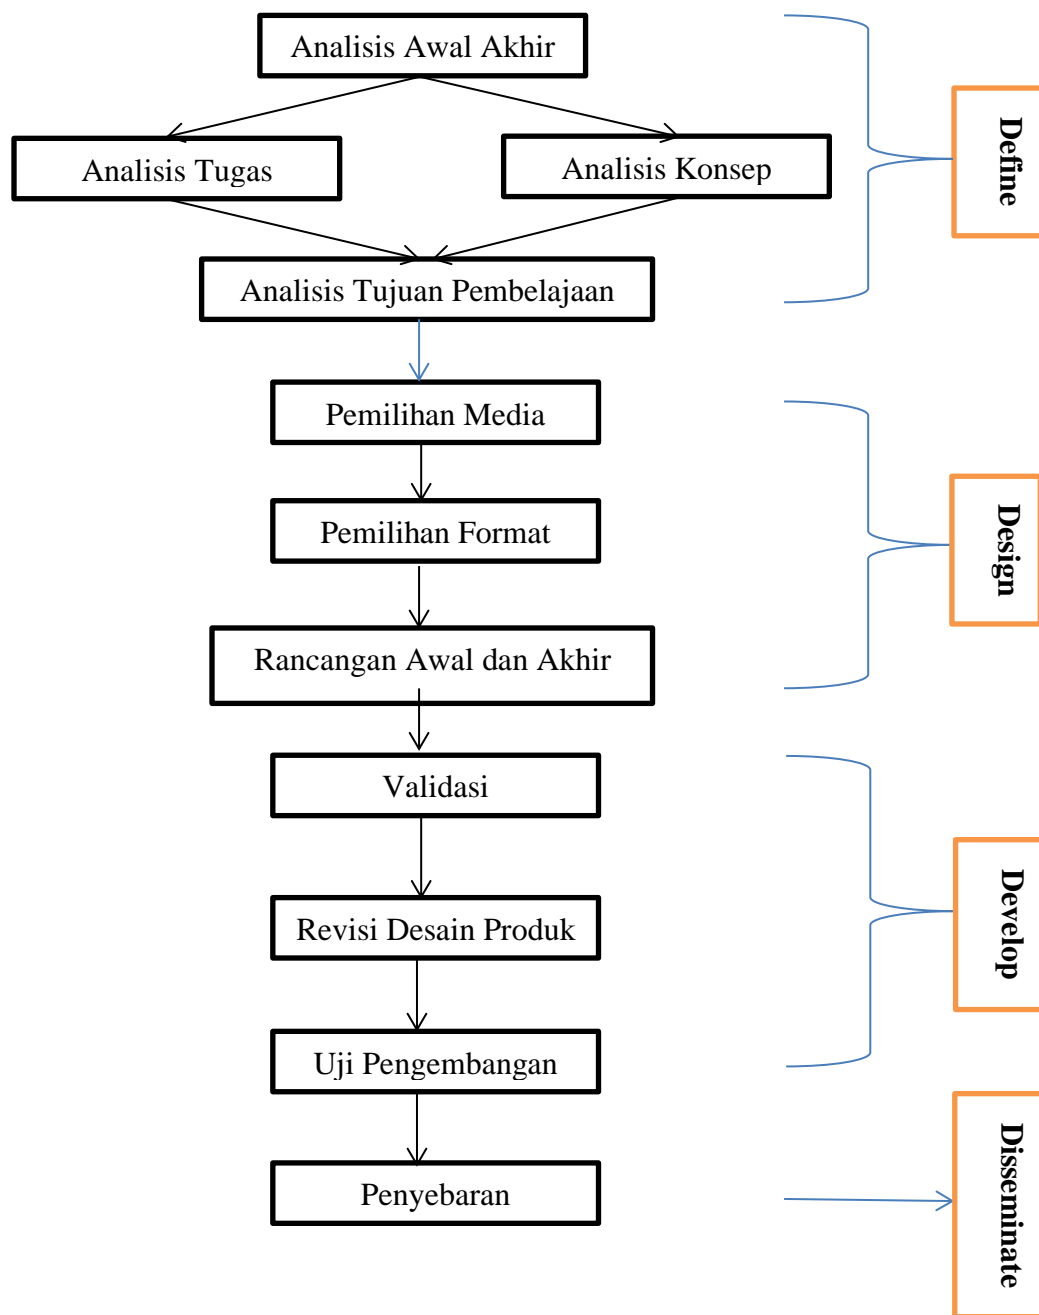 Analisis Awal Akhir
Analisis Tugas
Analisis Konsep
Analisis Tujuan Pembelajaan
Define
Pemilihan Media
Pemilihan Format
Rancangan Awal dan Akhir
Design
Validasi
Revisi Desain Produk
Uji Pengembangan
Develop
Penyebaran
Disseminate